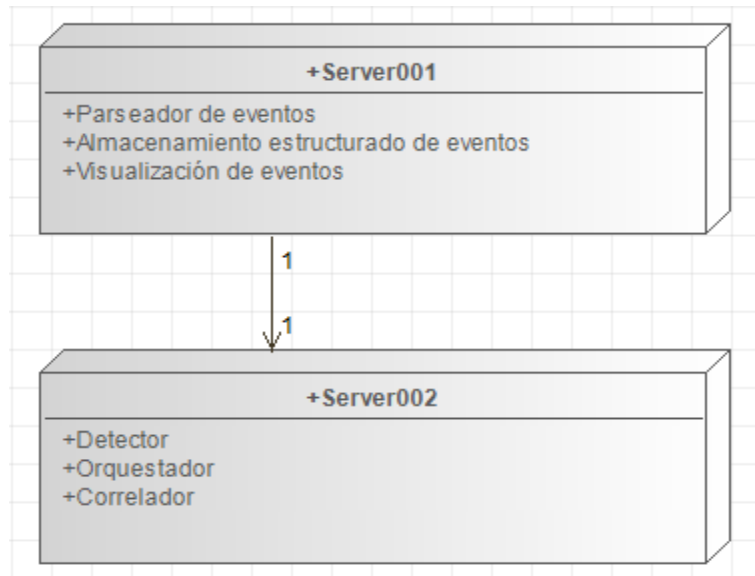 +Server001
+Parseador de eventos
+Almacenamiento estructurado de eventos
+Visualización de eventos
1
1
+Server002
+Detector
+Orquestador
+Correlador